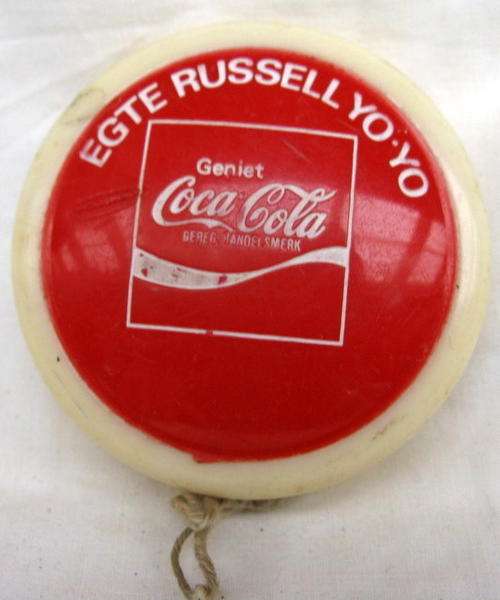 EGTE RUSSELL YO-YO
Geniet
Coca-Cola
GEREG. HANDELSMERK